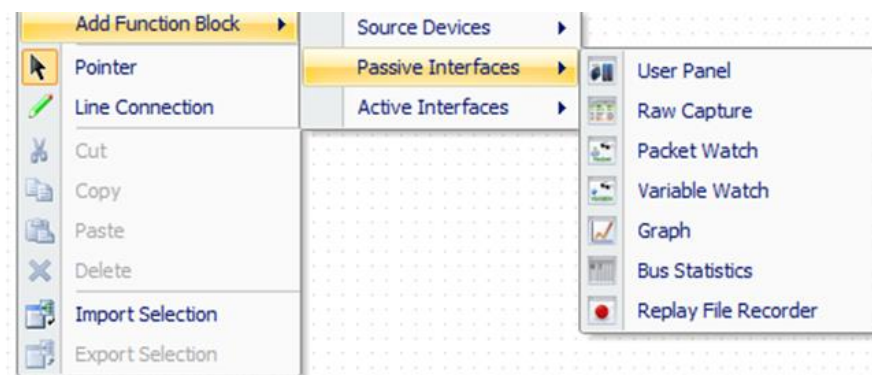 Add Function Block
Pointer
Line Connection
Cut
Copy
Paste
Delete
Import Selection
Export Selection
Source Devices
Passive Interfaces
Active Interfaces
User Panel
Raw Capture
Packet Watch
Variable Watch
Graph
Bus Statistics
Replay File Recorder